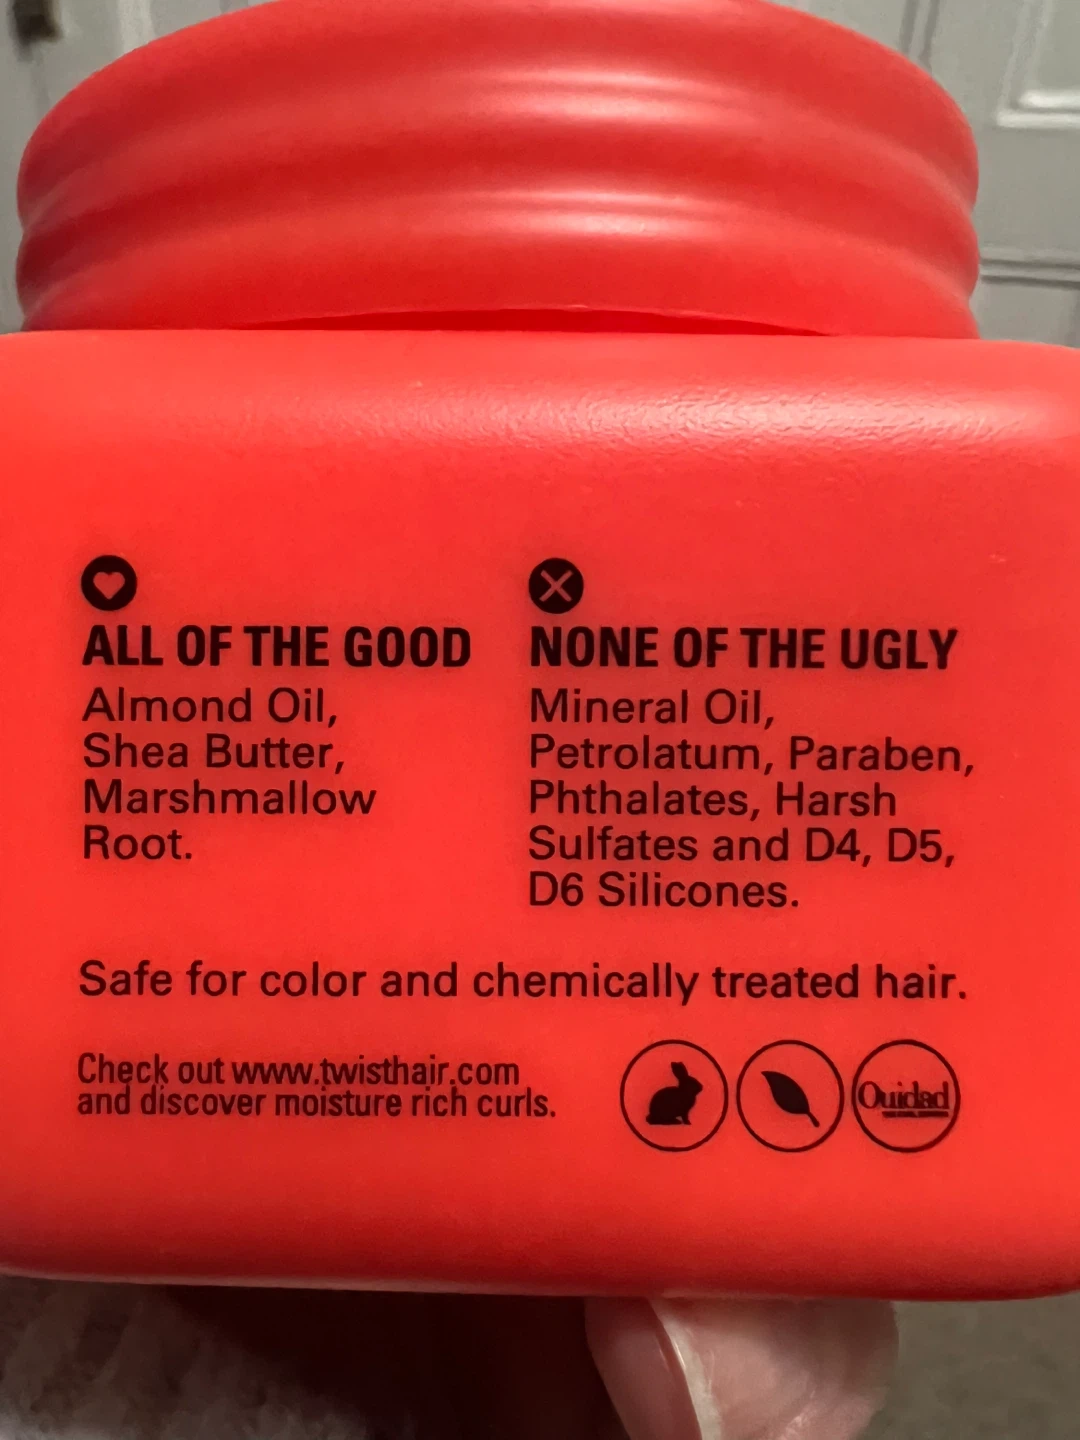 ALL OF THE GOOD
Almond Oil,
Shea Butter,
Marshmallow
Root.
NONE OF THE UGLY
Mineral Oil,
Petrolatum, Paraben,
Phthalates, Harsh
Sulfates and D4, D5,
D6 Silicones.
Safe for color and chemically treated hair.
Check out www.twisthair.com
and discover moisture rich curls.
Ouidad